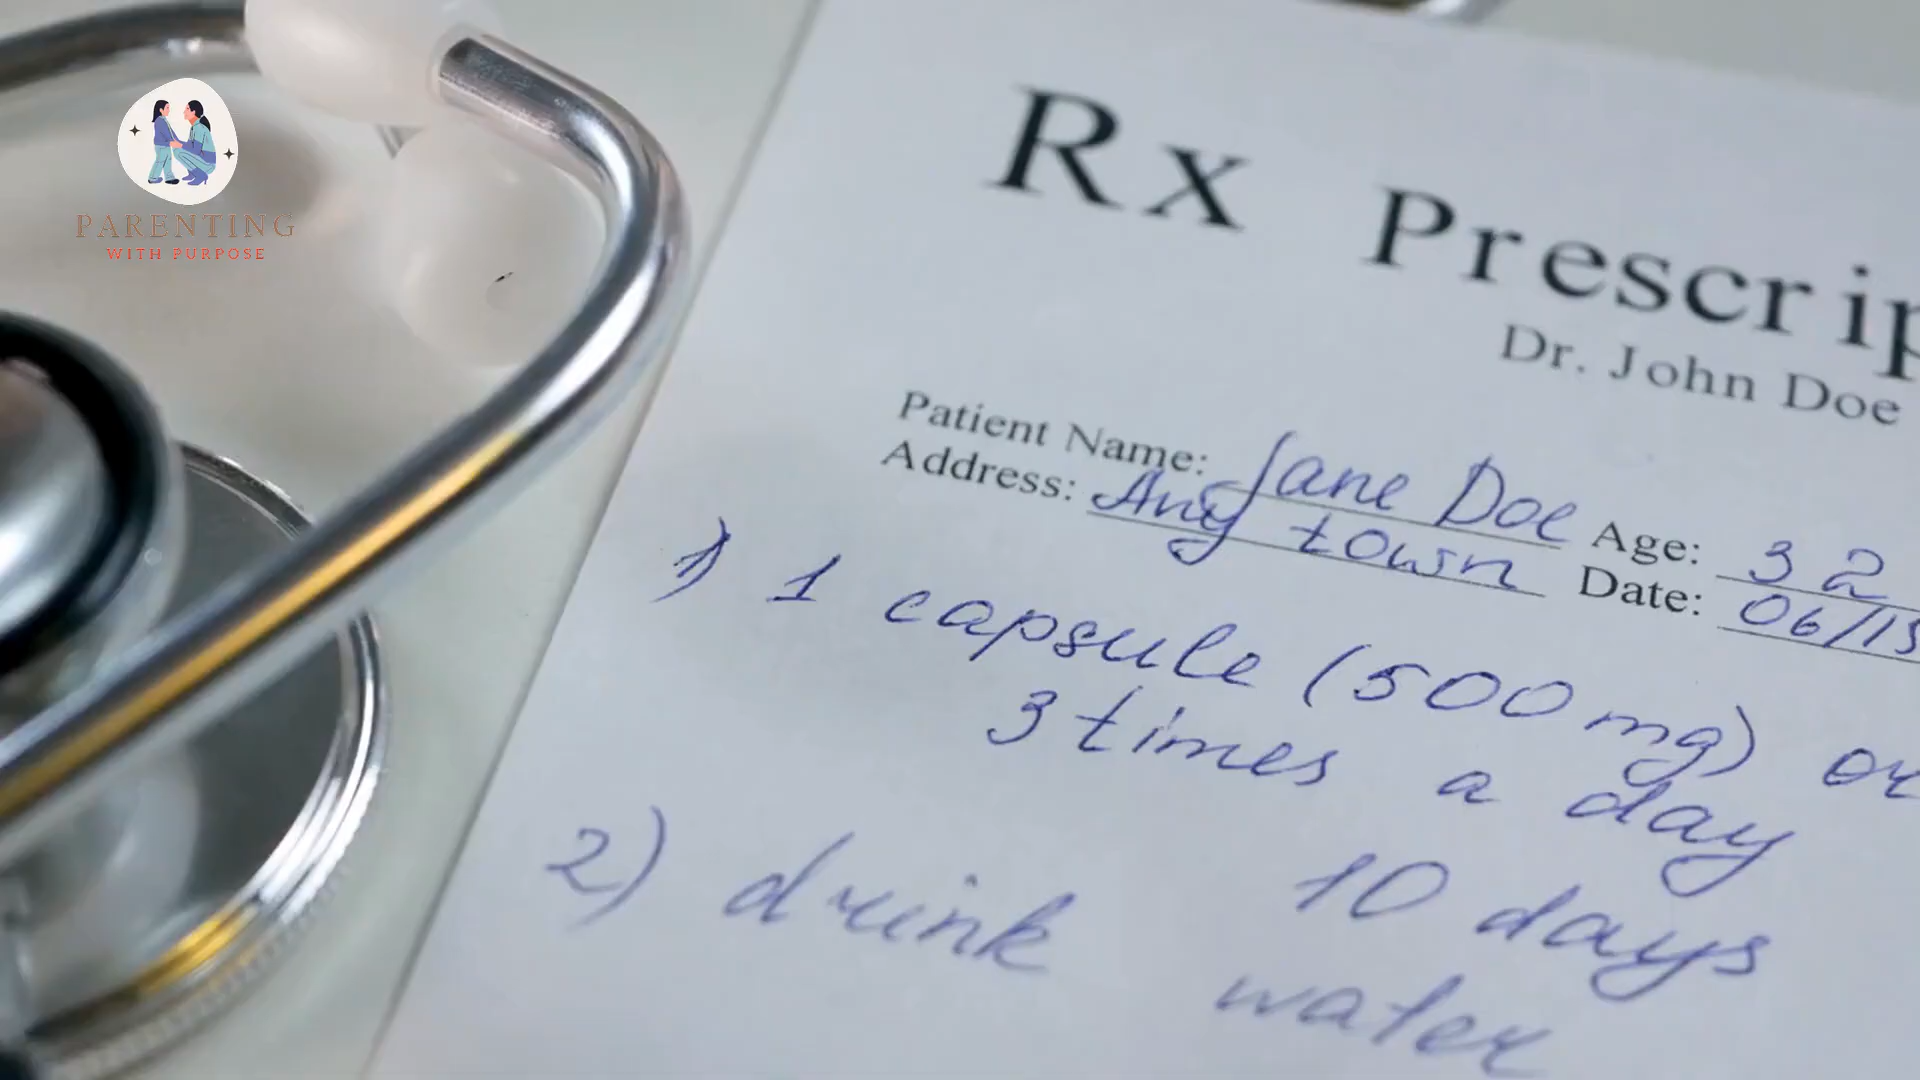 PARENTING
WITH PURPOSE
Rx Prescrip
Dr. John Doe
Patient Name: Jane Doe Age: 32
Address: Any town Date: 06/15
1) 1 capsule (500 mg) or
3 times a day
10 days
2) drink water